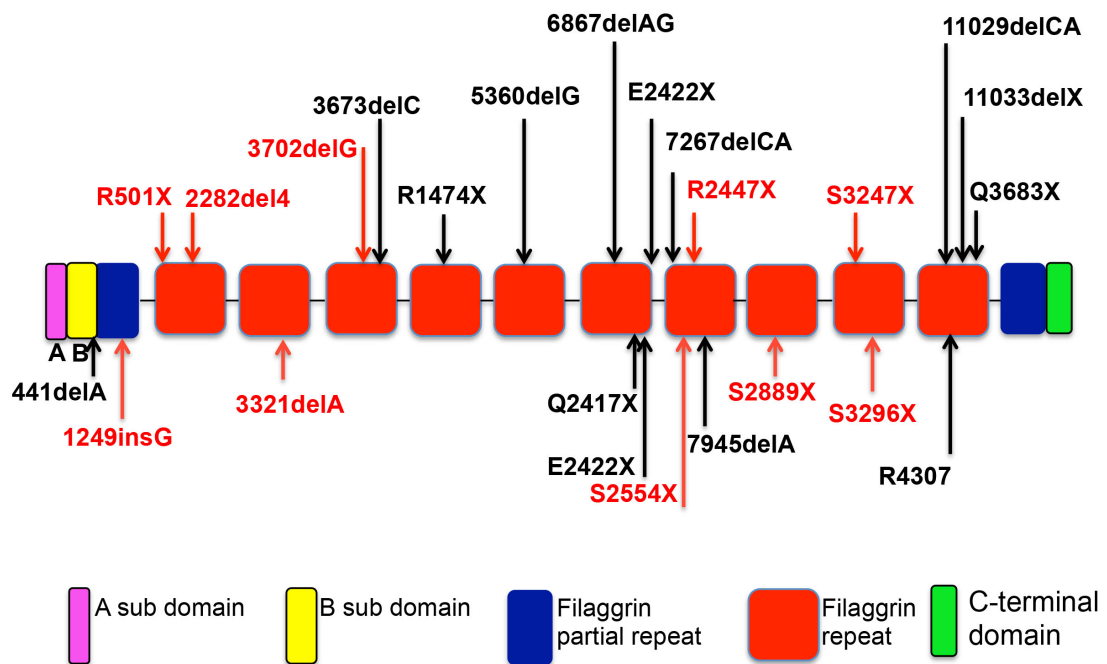 6867delAG
11029delCA
3673delC
5360delG
E2422X
11033delX
3702delG
7267delCA
R501X
2282del4
R1474X
R2447X
S3247X
Q3683X
A B
441delA
1249insG
3321delA
Q2417X
S2889X
S3296X
E2422X
7945delA
S2554X
R4307
A sub domain
B sub domain
Filaggrin
partial repeat
Filaggrin
repeat
C-terminal
domain